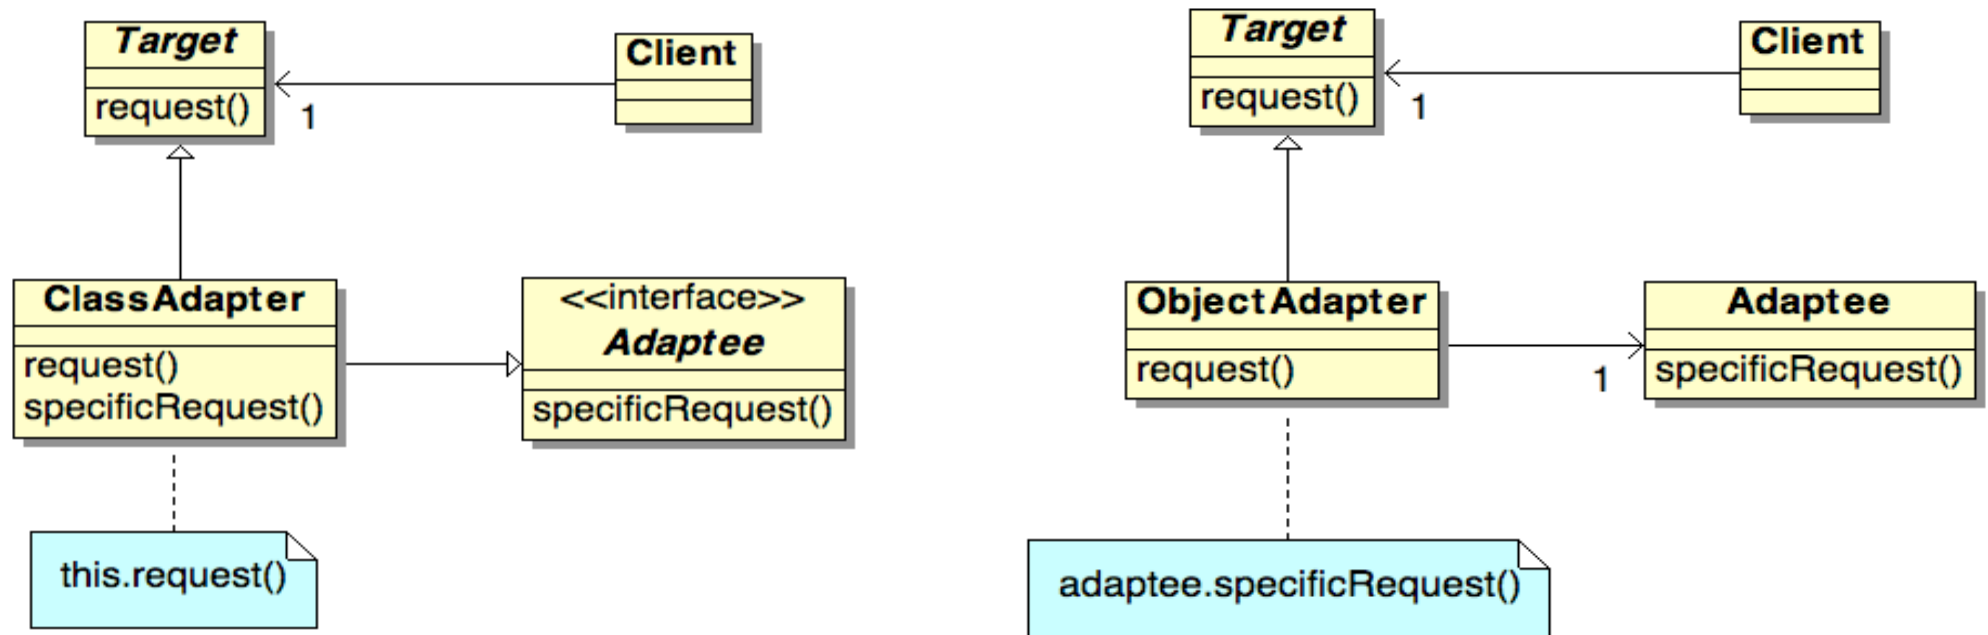 Target
request()
Client
1
ClassAdapter
request()
specificRequest()
<<interface>>
Adaptee
specificRequest()
this.request()
Target
request()
Client
1
ObjectAdapter
request()
1
Adaptee
specificRequest()
adaptee.specificRequest()